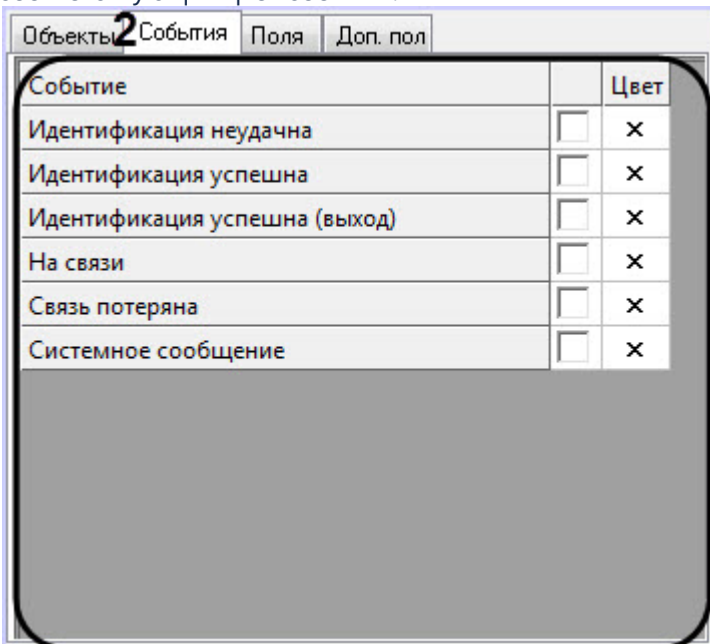 Объекты 2 События Поля Доп. пол
Событие Цвет
Идентификация неудачна ×
Идентификация успешна ×
Идентификация успешна (выход) ×
На связи ×
Связь потеряна ×
Системное сообщение ×